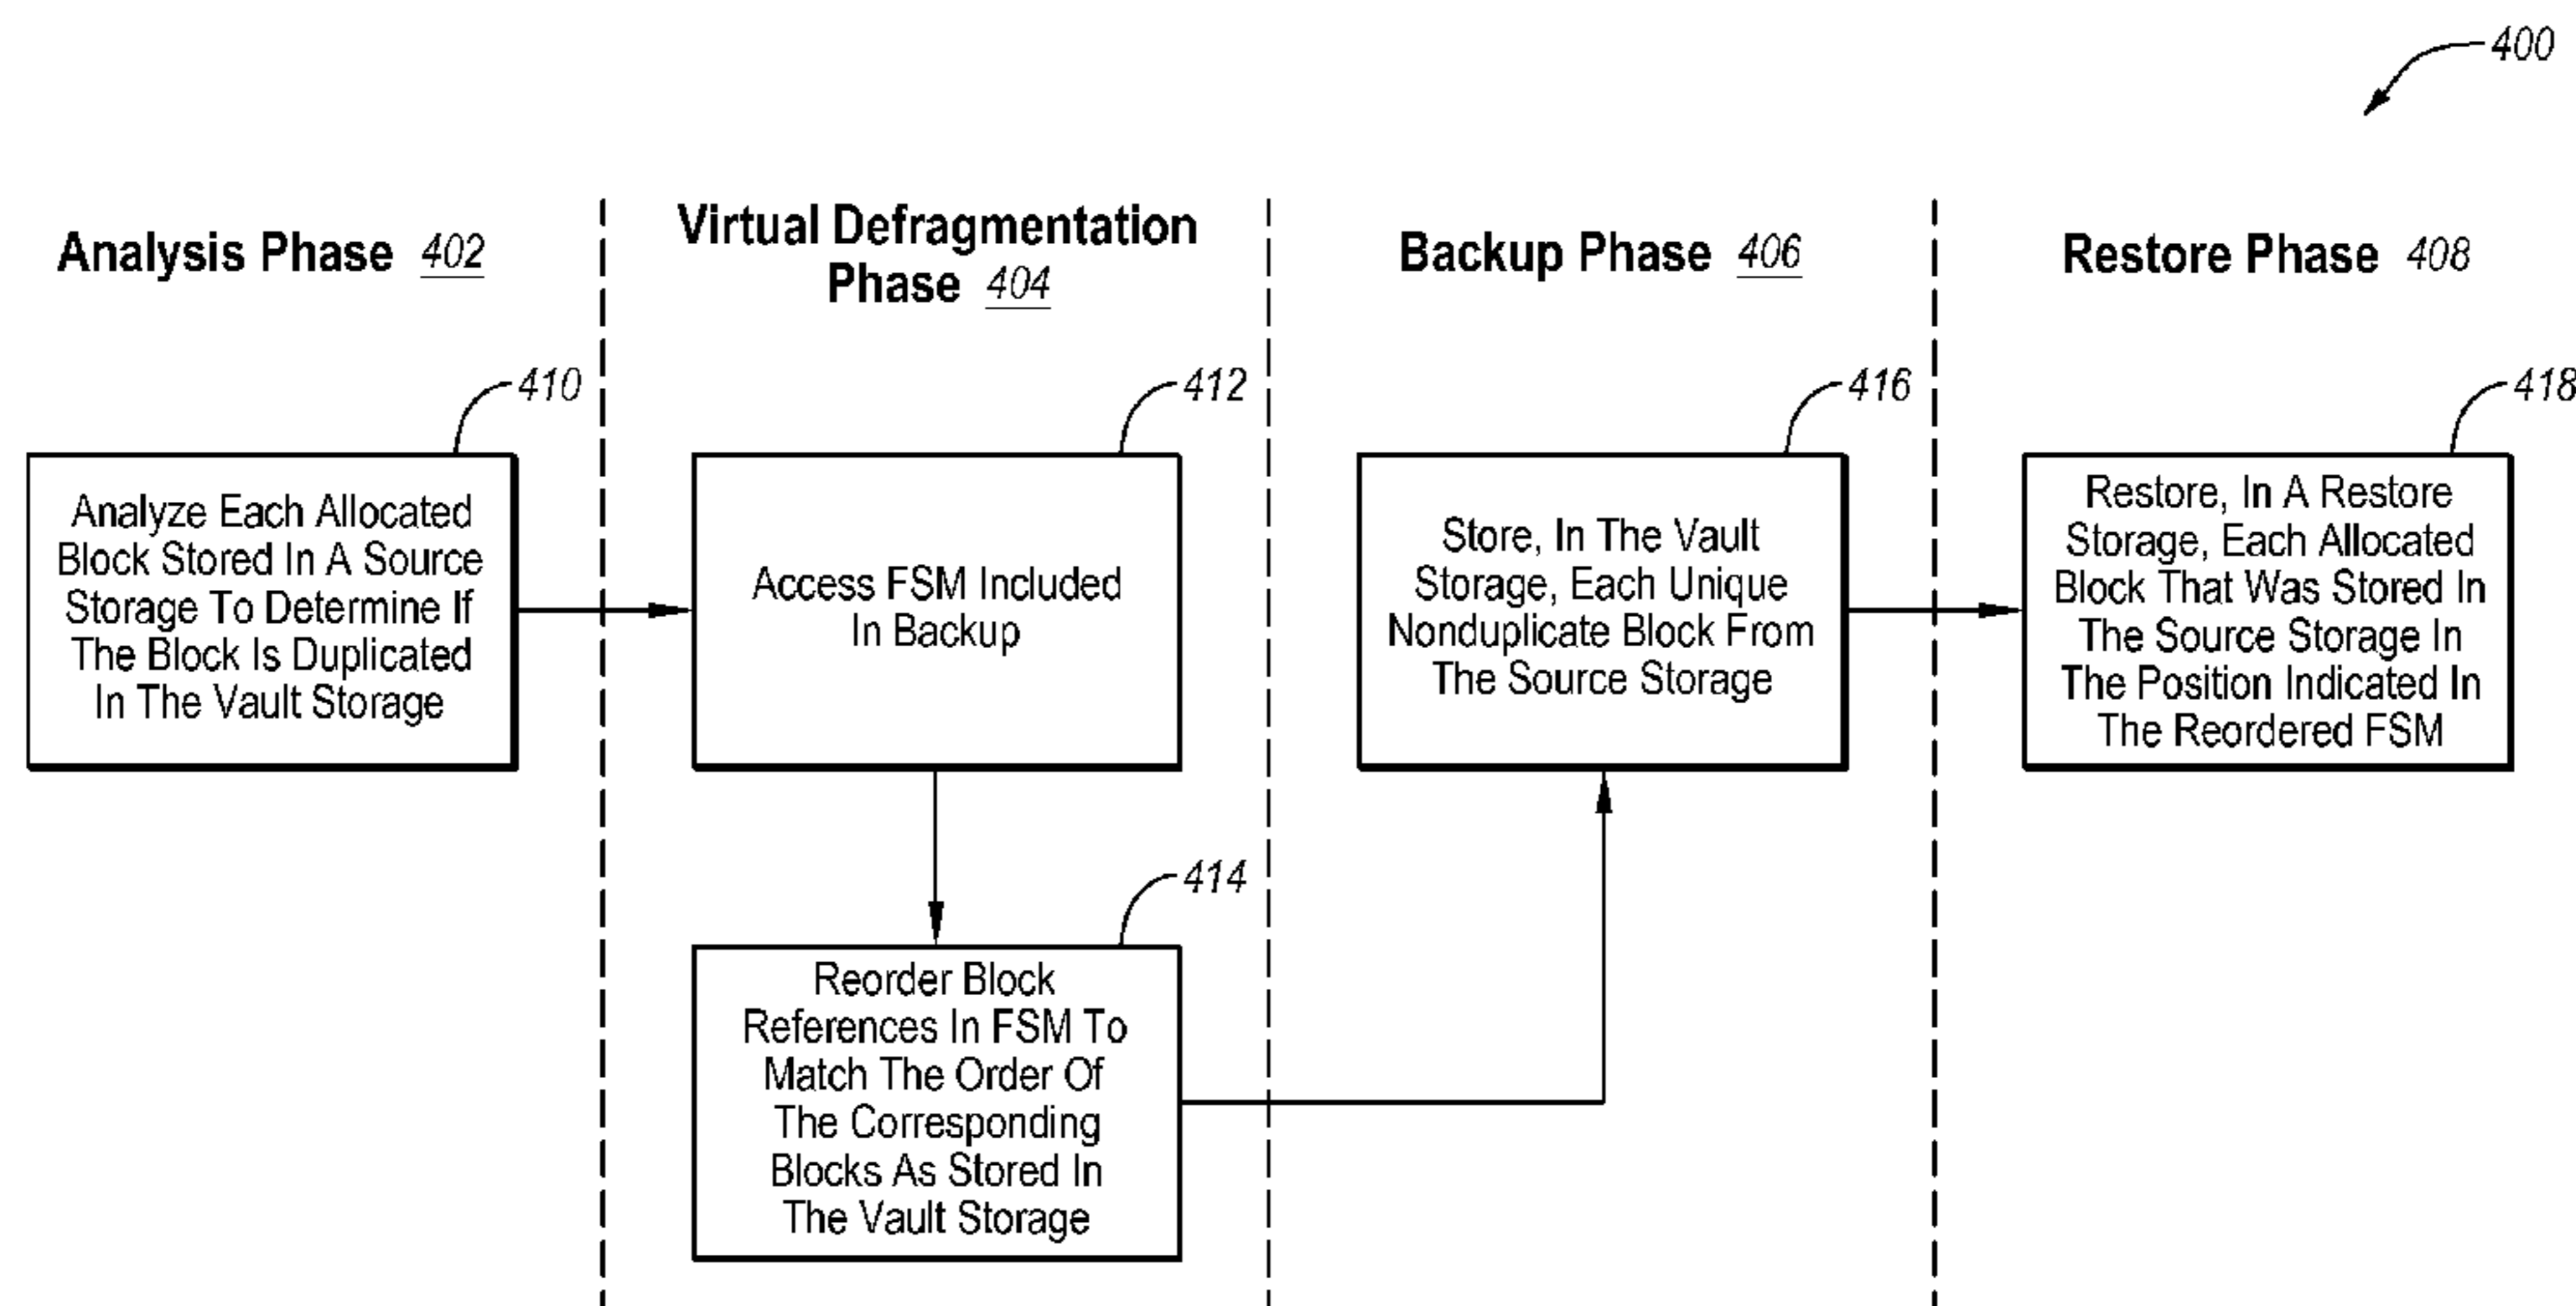 400
Analysis Phase 402
Virtual Defragmentation
Phase 404
Backup Phase 406
Restore Phase 408
410
Analyze Each Allocated
Block Stored In A Source
Storage To Determine If
The Block Is Duplicated
In The Vault Storage
412
Access FSM Included
In Backup
414
Reorder Block
References In FSM To
Match The Order Of
The Corresponding
Blocks As Stored In
The Vault Storage
416
Store, In The Vault
Storage, Each Unique
Nonduplicate Block From
The Source Storage
418
Restore, In A Restore
Storage, Each Allocated
Block That Was Stored In
The Source Storage In
The Position Indicated In
The Reordered FSM